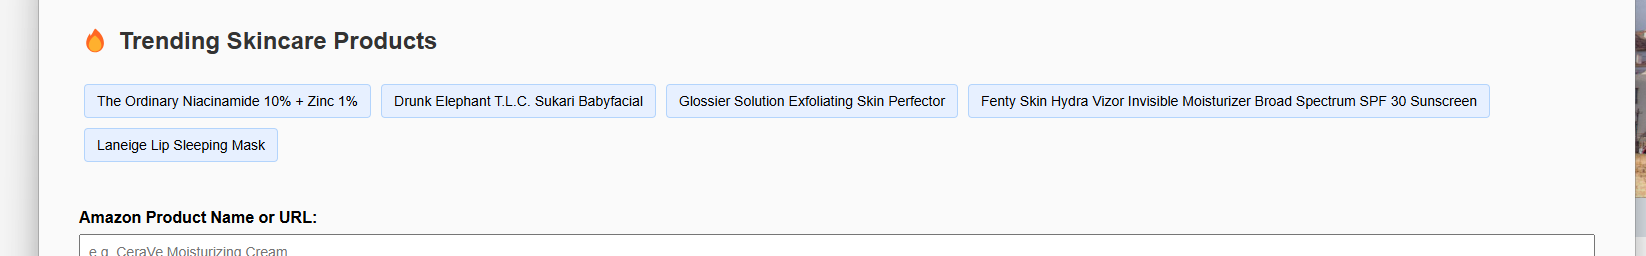 Trending Skincare Products
The Ordinary Niacinamide 10% + Zinc 1%
Drunk Elephant T.L.C. Sukari Babyfacial
Glossier Solution Exfoliating Skin Perfector
Fenty Skin Hydra Vizor Invisible Moisturizer Broad Spectrum SPF 30 Sunscreen
Laneige Lip Sleeping Mask
Amazon Product Name or URL:
e.g. CeraVe Moisturizing Cream